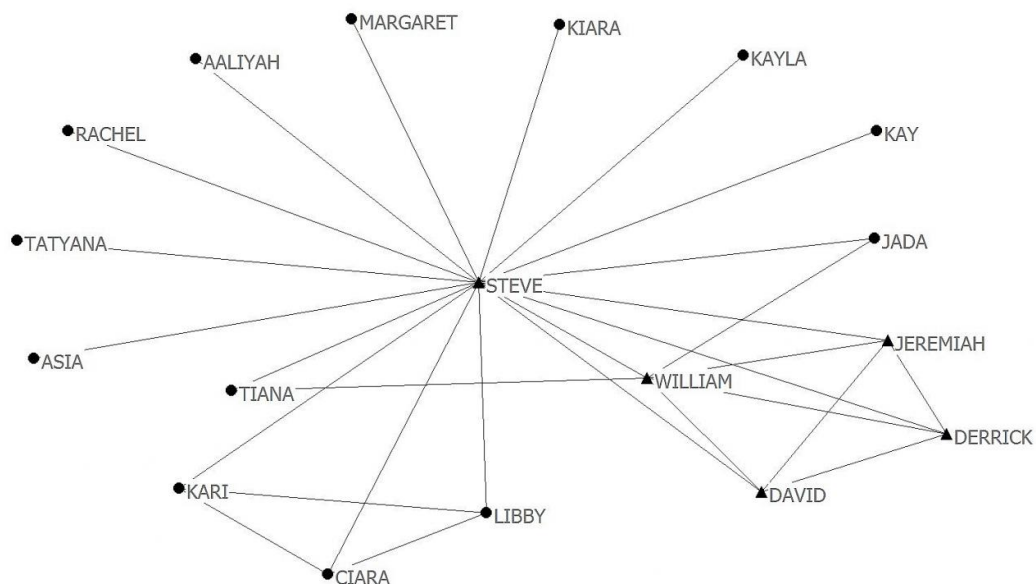 MARGARET
KIARA
KAYLA
AALIYAH
RACHEL
KAY
TATYANA
JADA
STEVE
ASIA
JEREMIAH
TIANA
WILLIAM
DERRICK
KARI
DAVID
LIBBY
CIARA